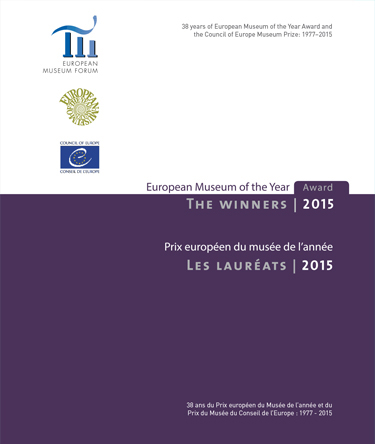 38 years of European Museum of the Year Award and
the Council of Europe Museum Prize: 1977–2015
EUROPEAN
MUSEUM FORUM
EUROPEAN MUSEUM
COUNCIL OF EUROPE
CONSEIL DE L'EUROPE
European Museum of the Year Award
THE WINNERS | 2015
Prix européen du musée de l'année
LES LAURÉATS | 2015
38 ans du Prix européen du Musée de l'année et du
Prix du Musée du Conseil de l'Europe : 1977 - 2015